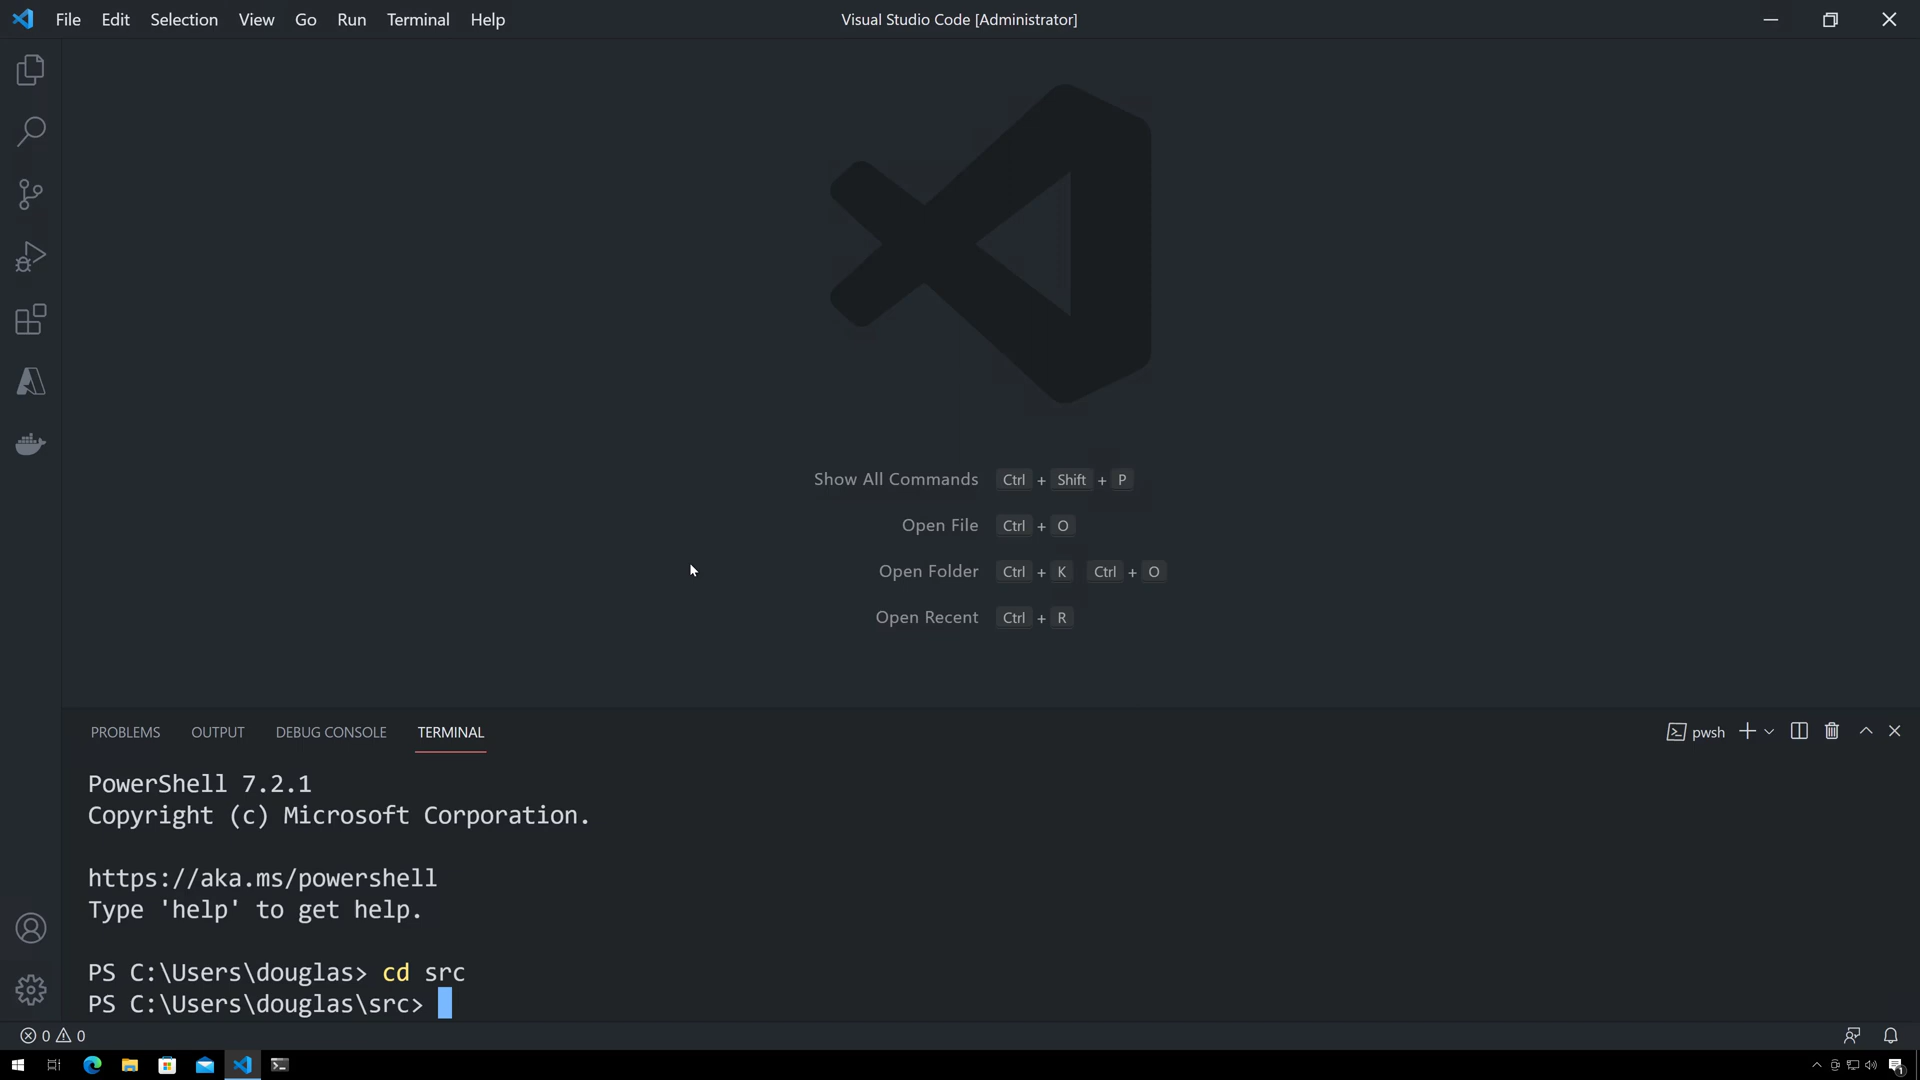 File Edit Selection View Go Run Terminal Help
Visual Studio Code [Administrator]
Show All Commands Ctrl + Shift + P
Open File Ctrl + O
Open Folder Ctrl + K Ctrl + O
Open Recent Ctrl + R
PROBLEMS OUTPUT DEBUG CONSOLE TERMINAL
pwsh
PowerShell 7.2.1
Copyright (c) Microsoft Corporation.
https://aka.ms/powershell
Type 'help' to get help.
PS C:\Users\douglas> cd src
PS C:\Users\douglas\src>
0 0
1